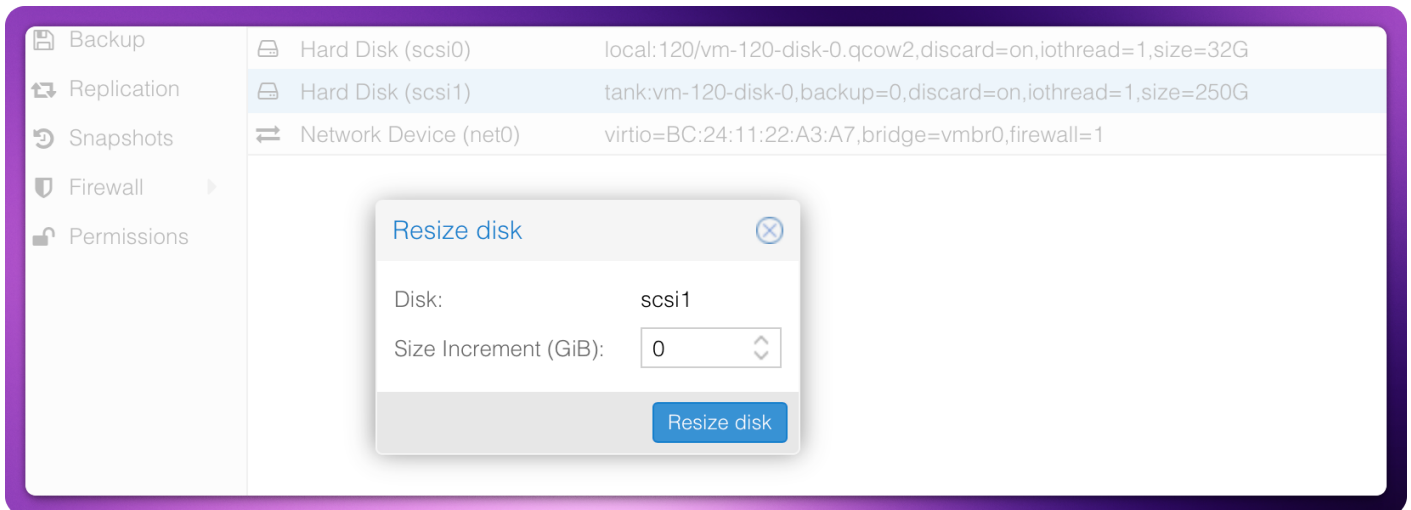 Backup
Replication
Snapshots
Firewall
Permissions
Hard Disk (scsi0) local:120/vm-120-disk-0.qcow2,discard=on,iothread=1,size=32G
Hard Disk (scsi1) tank:vm-120-disk-0,backup=0,discard=on,iothread=1,size=250G
Network Device (net0) virtio=BC:24:11:22:A3:A7,bridge=vmbr0,firewall=1
Resize disk
Disk: scsi1
Size Increment (GiB): 0
Resize disk